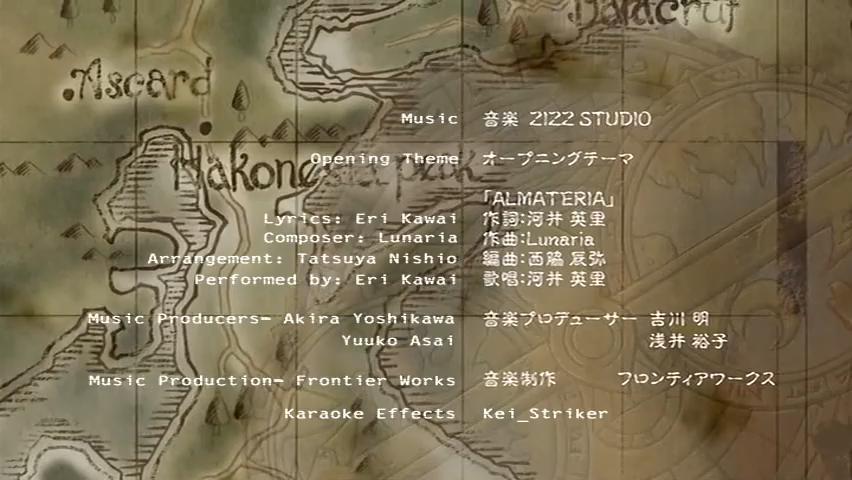 Daracruf
Ascard
Hakonesia peak
Music 音楽 ZIZZ STUDIO
Opening Theme オープニングテーマ
「ALMATERIA」
Lyrics: Eri Kawai 作詞:河井 英里
Composer: Lunaria 作曲:Lunaria
Arrangement: Tatsuya Nishio 編曲:西脇 辰弥
Performed by: Eri Kawai 歌唱:河井 英里
Music Producers- Akira Yoshikawa 音楽プロデューサー 吉川 明
Yuuko Asai 浅井 裕子
Music Production- Frontier Works 音楽制作 フロンティアワークス
Karaoke Effects Kei_Striker